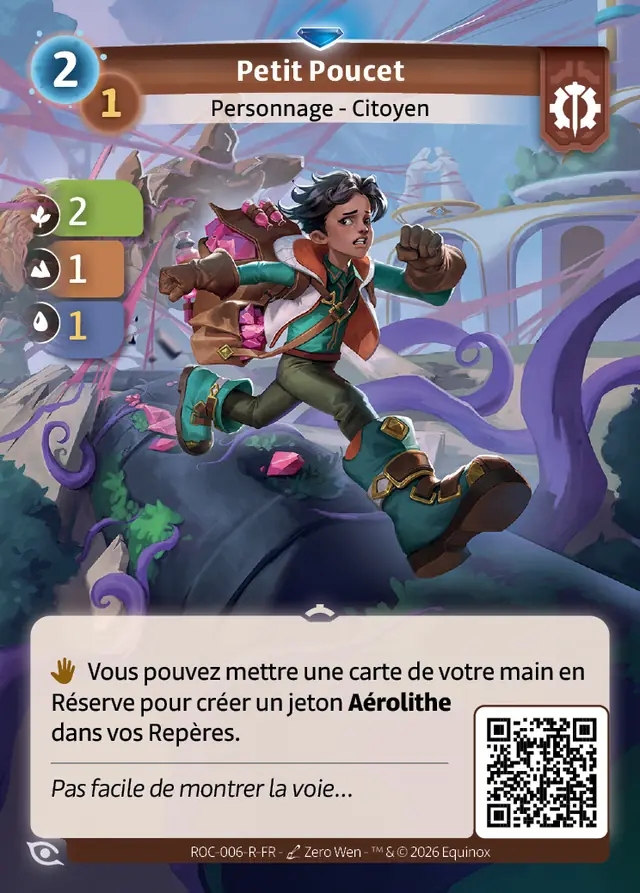 2
Petit Poucet
1
Personnage - Citoyen
2
1
1
Vous pouvez mettre une carte de votre main en
Réserve pour créer un jeton Aérolithe
dans vos Repères.
Pas facile de montrer la voie...
ROC-006-R-FR - Zero Wen - ™ & © 2026 Equinox